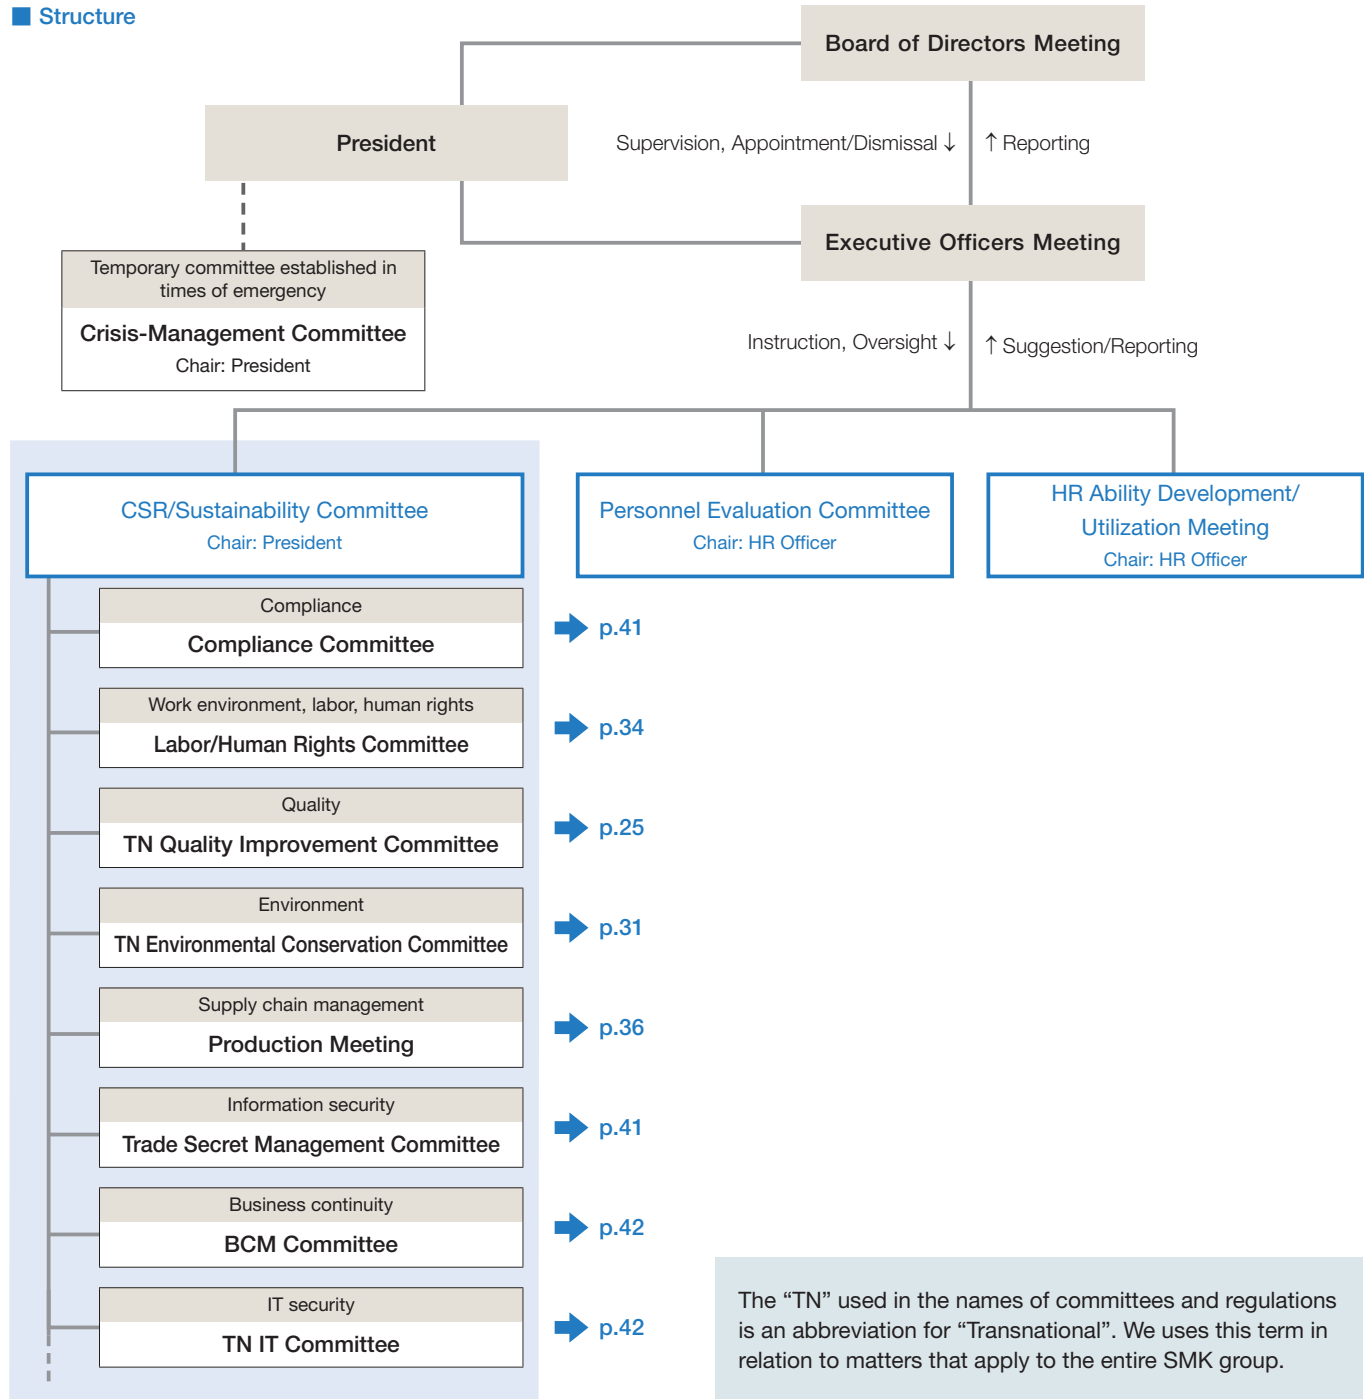 Structure
Board of Directors Meeting
President
Supervision, Appointment/Dismissal ↓
↑ Reporting
Executive Officers Meeting
Temporary committee established in
times of emergency
Crisis-Management Committee
Chair: President
Instruction, Oversight ↓
↑ Suggestion/Reporting
CSR/Sustainability Committee
Chair: President
Personnel Evaluation Committee
Chair: HR Officer
HR Ability Development/
Utilization Meeting
Chair: HR Officer
Compliance
Compliance Committee
p.41
Work environment, labor, human rights
Labor/Human Rights Committee
p.34
Quality
TN Quality Improvement Committee
p.25
Environment
TN Environmental Conservation Committee
p.31
Supply chain management
Production Meeting
p.36
Information security
Trade Secret Management Committee
p.41
Business continuity
BCM Committee
p.42
IT security
TN IT Committee
p.42
The “TN” used in the names of committees and regulations
is an abbreviation for “Transnational”. We uses this term in
relation to matters that apply to the entire SMK group.